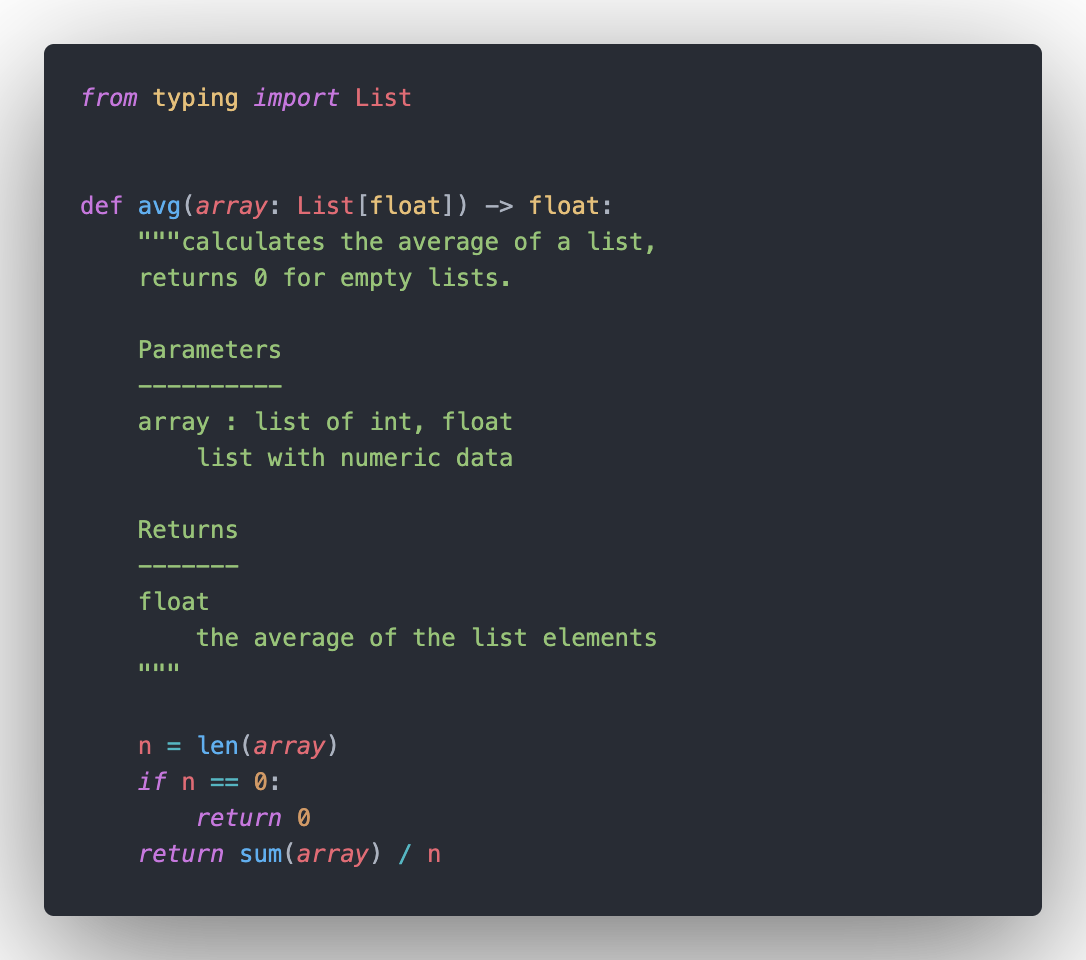 from typing import List
def avg(array: List[float]) -> float:
    """calculates the average of a list,
    returns 0 for empty lists.
    Parameters
    ----------
    array : list of int, float
        list with numeric data
    Returns
    -------
    float
        the average of the list elements
    """
    n = len(array)
    if n == 0:
        return 0
    return sum(array) / n